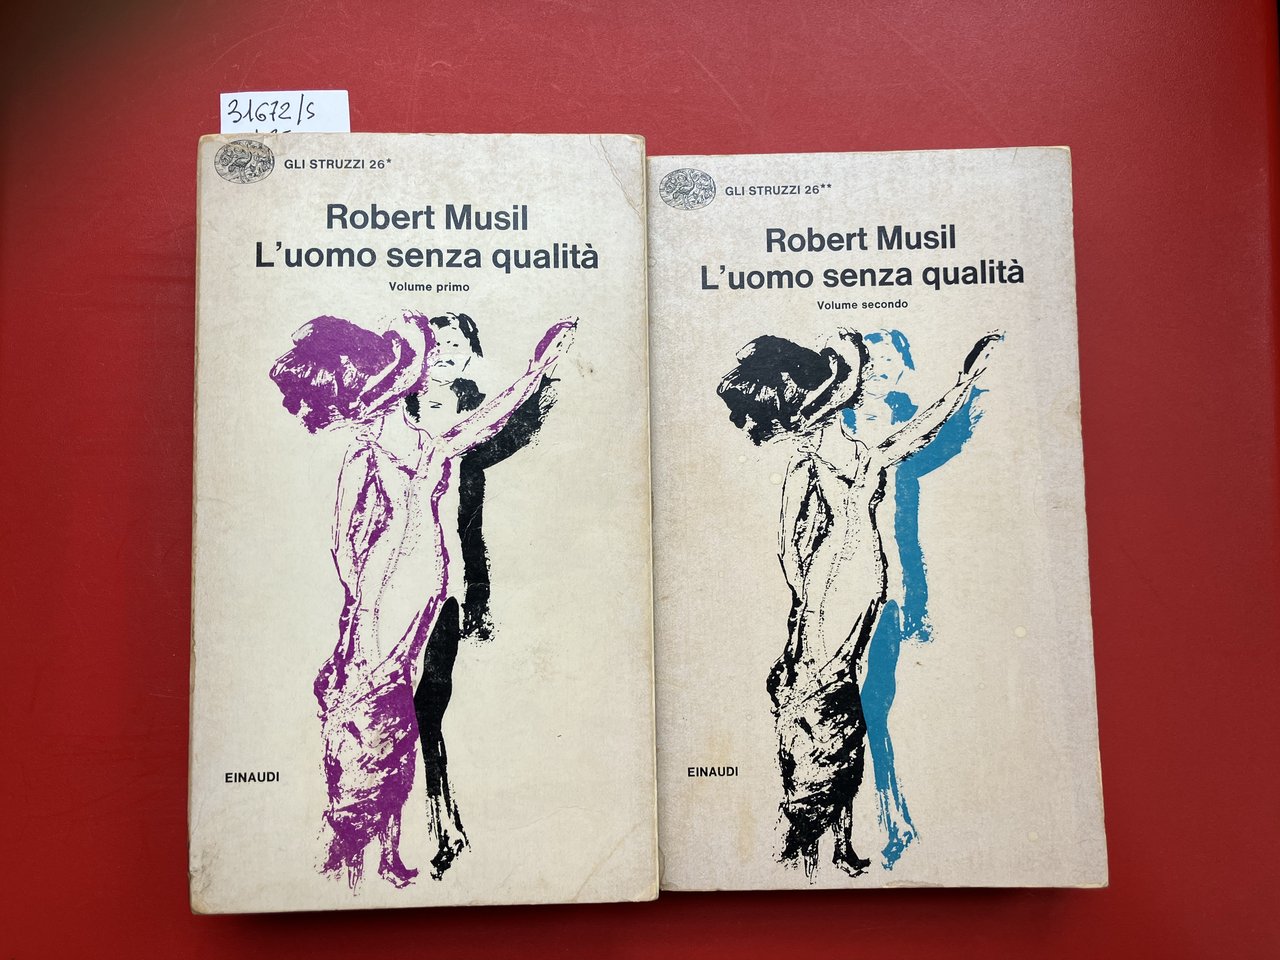 31672/s
GLI STRUZZI 26*
Robert Musil
L'uomo senza qualità
Volume primo
EINAUDI
GLI STRUZZI 26**
Robert Musil
L'uomo senza qualità
Volume secondo
EINAUDI